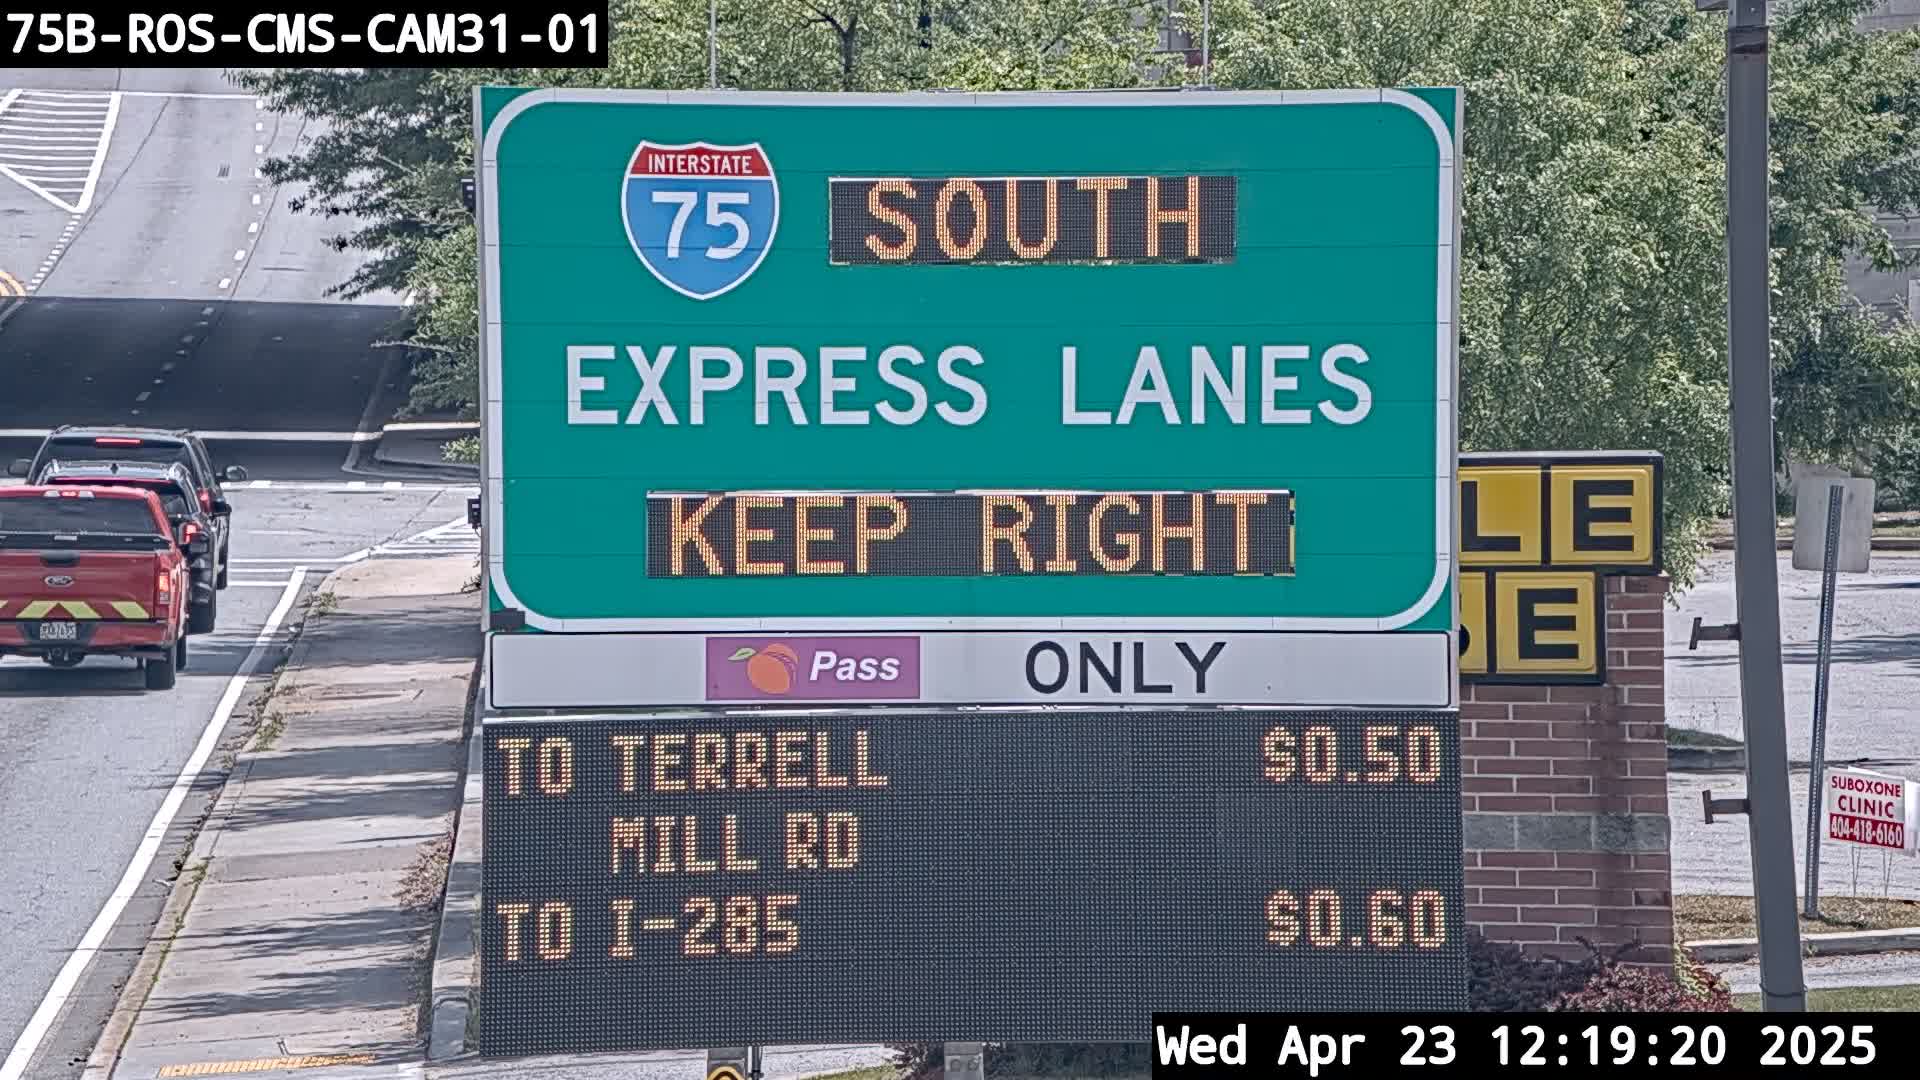 75B-ROS-CMS-CAM31-01
INTERSTATE
75
SOUTH
EXPRESS LANES
KEEP RIGHT
Pass ONLY
TO TERRELL $0.50
MILL RD
TO I-285 $0.60
LE
E
SUBOXONE
CLINIC
404-418-6160
Wed Apr 23 12:19:20 2025